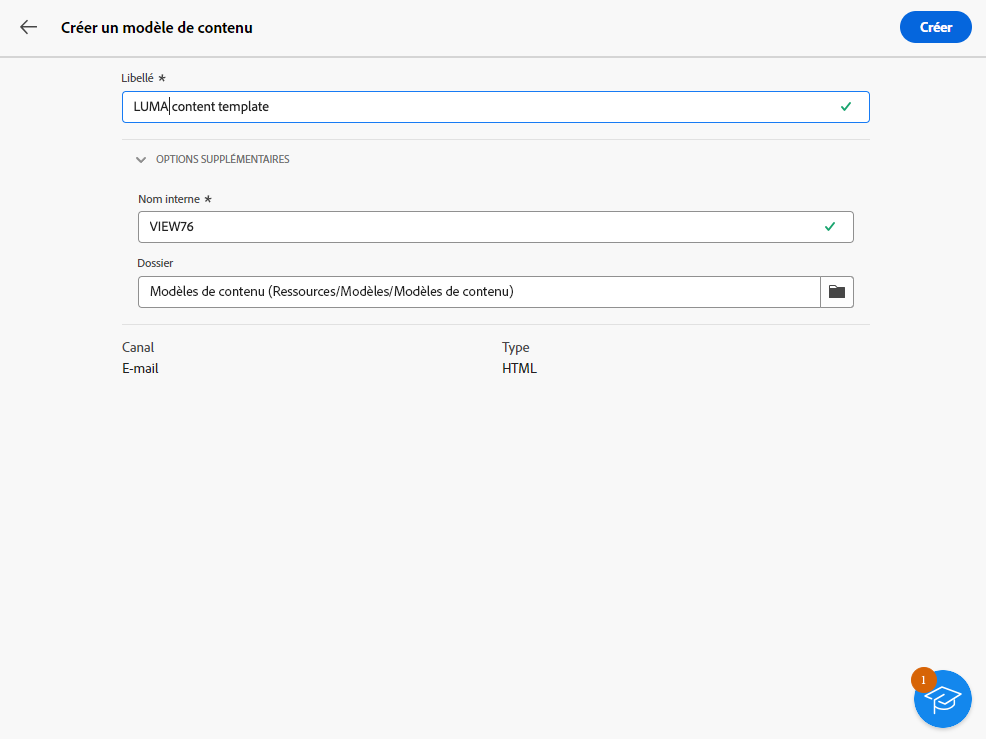 Créer un modèle de contenu
Créer
Libellé *
LUMA content template
OPTIONS SUPPLÉMENTAIRES
Nom interne *
VIEW76
Dossier
Modèles de contenu (Ressources/Modèles/Modèles de contenu)
Canal
Type
E-mail
HTML
1